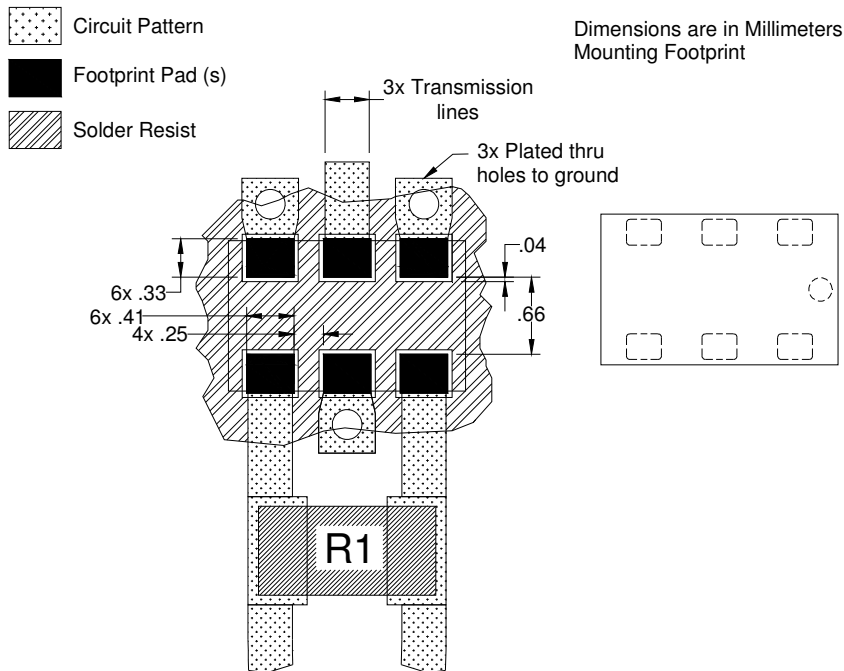 Circuit Pattern
Footprint Pad (s)
Solder Resist
Dimensions are in Millimeters
Mounting Footprint
3x Transmission
lines
3x Plated thru
holes to ground
.04
6x .33
.66
6x .41
4x .25
R1